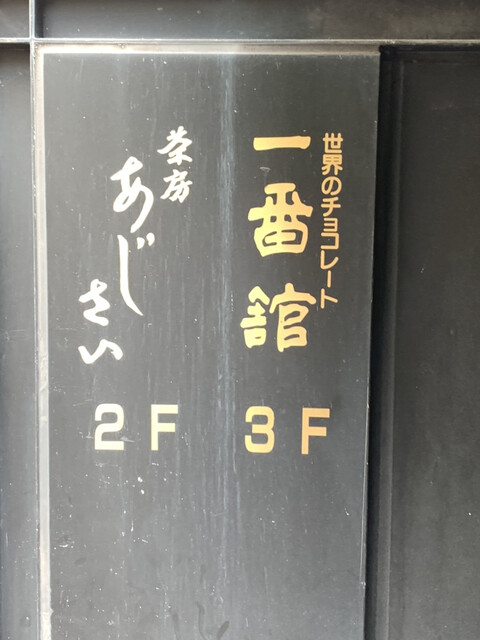 世界のチョコレート
一番舘
3F
茶房
あじさい
2F